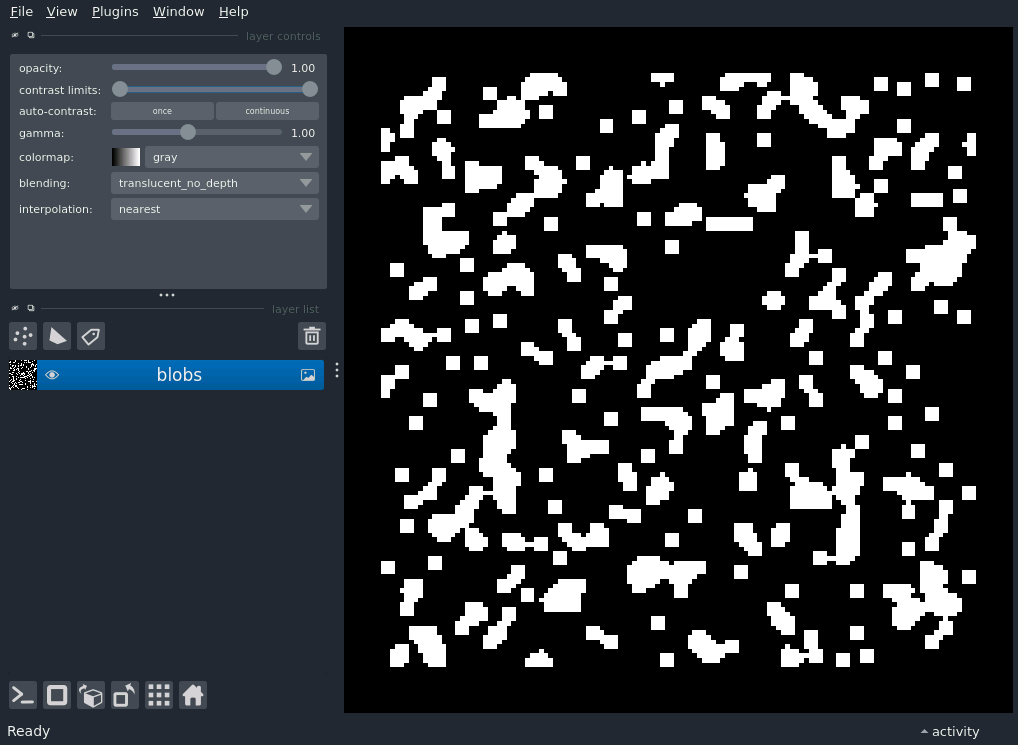 File View Plugins Window Help
layer controls
opacity: 1.00
contrast limits:
auto-contrast: once continuous
gamma: 1.00
colormap: gray
blending: translucent_no_depth
interpolation: nearest
layer list
blobs
Ready
activity